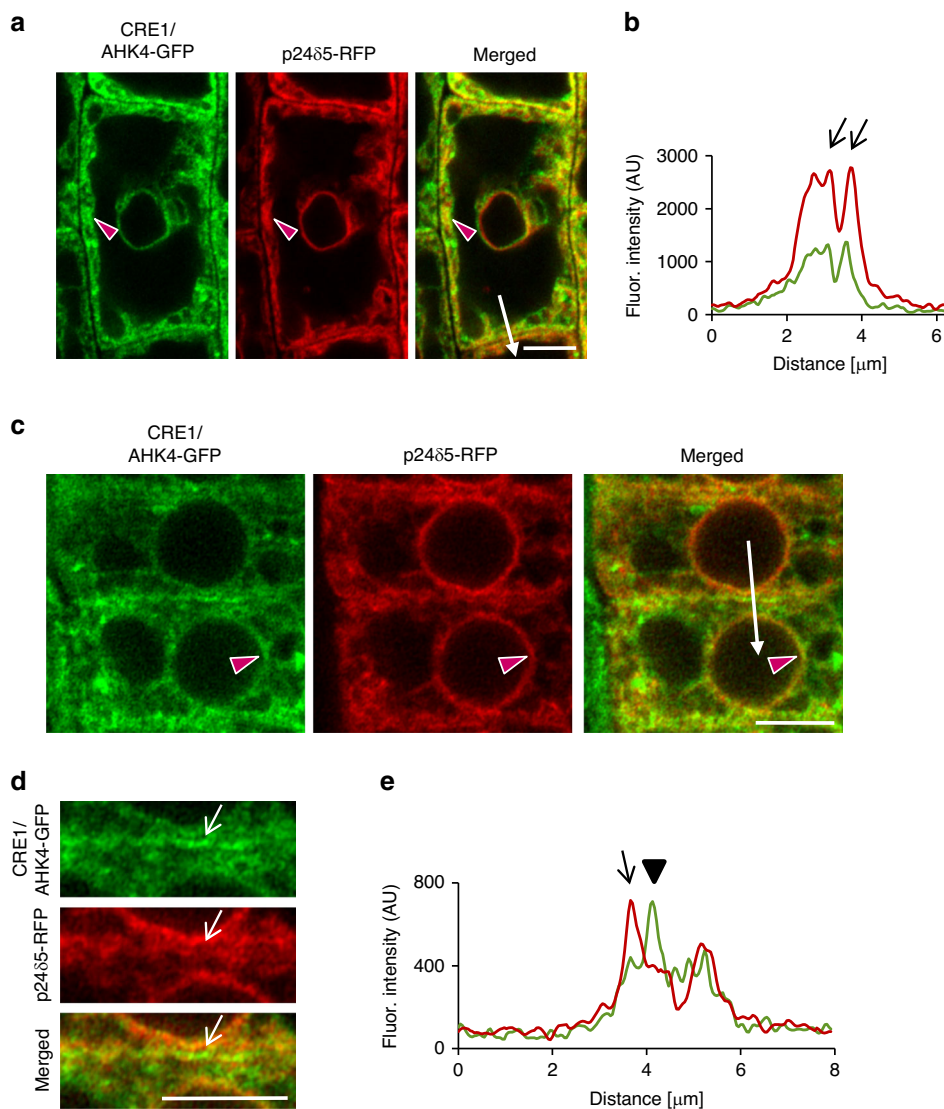 a
CRE1/
AHK4-GFP
p24δ5-RFP
Merged
b
Fluor. intensity (AU)
3000
2000
1000
0
0
2
4
6
Distance [μm]
c
CRE1/
AHK4-GFP
p24δ5-RFP
Merged
d
CRE1/
AHK4-GFP
p24δ5-RFP
Merged
e
Fluor. intensity (AU)
800
400
0
0
2
4
6
8
Distance [μm]